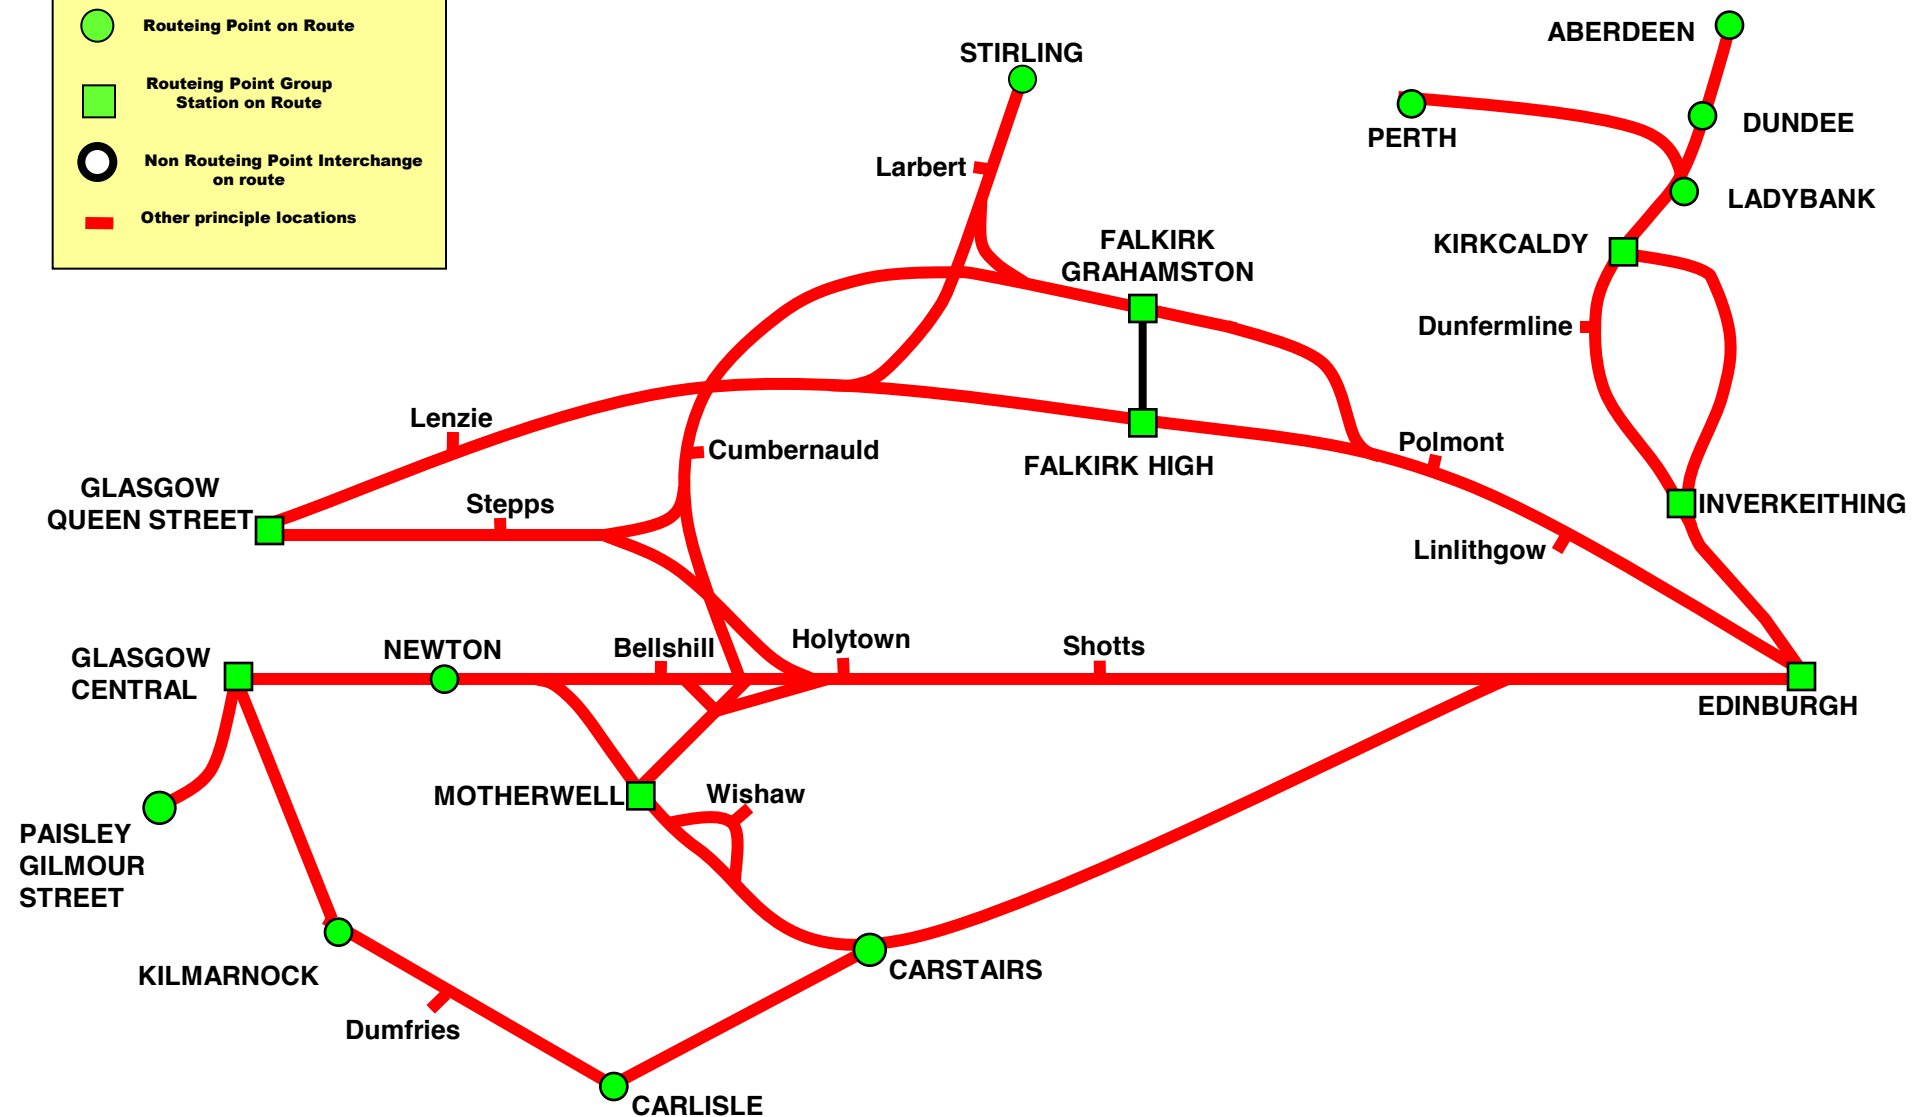 Routeing Point on Route
Routeing Point Group
Station on Route
Non Routeing Point Interchange
on route
Other principle locations
ABERDEEN
STIRLING
PERTH
DUNDEE
Larbert
LADYBANK
KIRKCALDY
FALKIRK
GRAHAMSTON
Dunfermline
Lenzie
Cumbernauld
Polmont
FALKIRK HIGH
GLASGOW
QUEEN STREET
Stepps
INVERKEITHING
Linlithgow
GLASGOW
CENTRAL
NEWTON
Bellshill
Holytown
Shotts
EDINBURGH
MOTHERWELL
Wishaw
PAISLEY
GILMOUR
STREET
KILMARNOCK
CARSTAIRS
Dumfries
CARLISLE